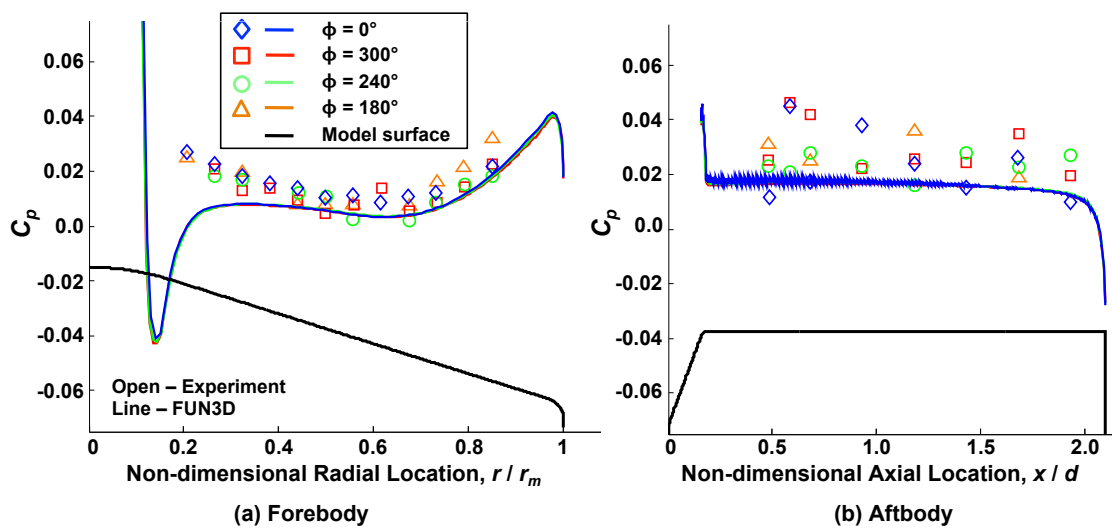 ϕ = 0°
ϕ = 300°
ϕ = 240°
ϕ = 180°
Model surface
0.06
0.04
0.02
0.0
-0.02
-0.04
-0.06
C_p
Open – Experiment
Line – FUN3D
0 0.2 0.4 0.6 0.8 1
Non-dimensional Radial Location, r / r_m
(a) Forebody
0.06
0.04
0.02
0.0
-0.02
-0.04
-0.06
C_p
0 0.5 1.0 1.5 2.0
Non-dimensional Axial Location, x / d
(b) Aftbody